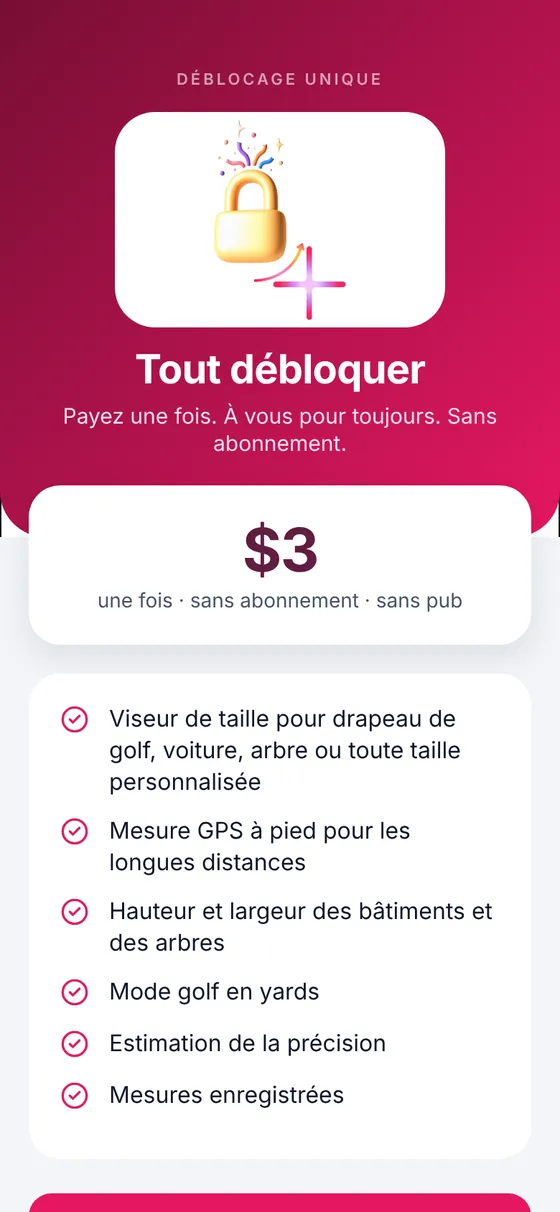 DÉBLOCAGE UNIQUE
Tout débloquer
Payez une fois. À vous pour toujours. Sans
abonnement.
$3
une fois · sans abonnement · sans pub
Viseur de taille pour drapeau de
golf, voiture, arbre ou toute taille
personnalisée
Mesure GPS à pied pour les
longues distances
Hauteur et largeur des bâtiments et
des arbres
Mode golf en yards
Estimation de la précision
Mesures enregistrées